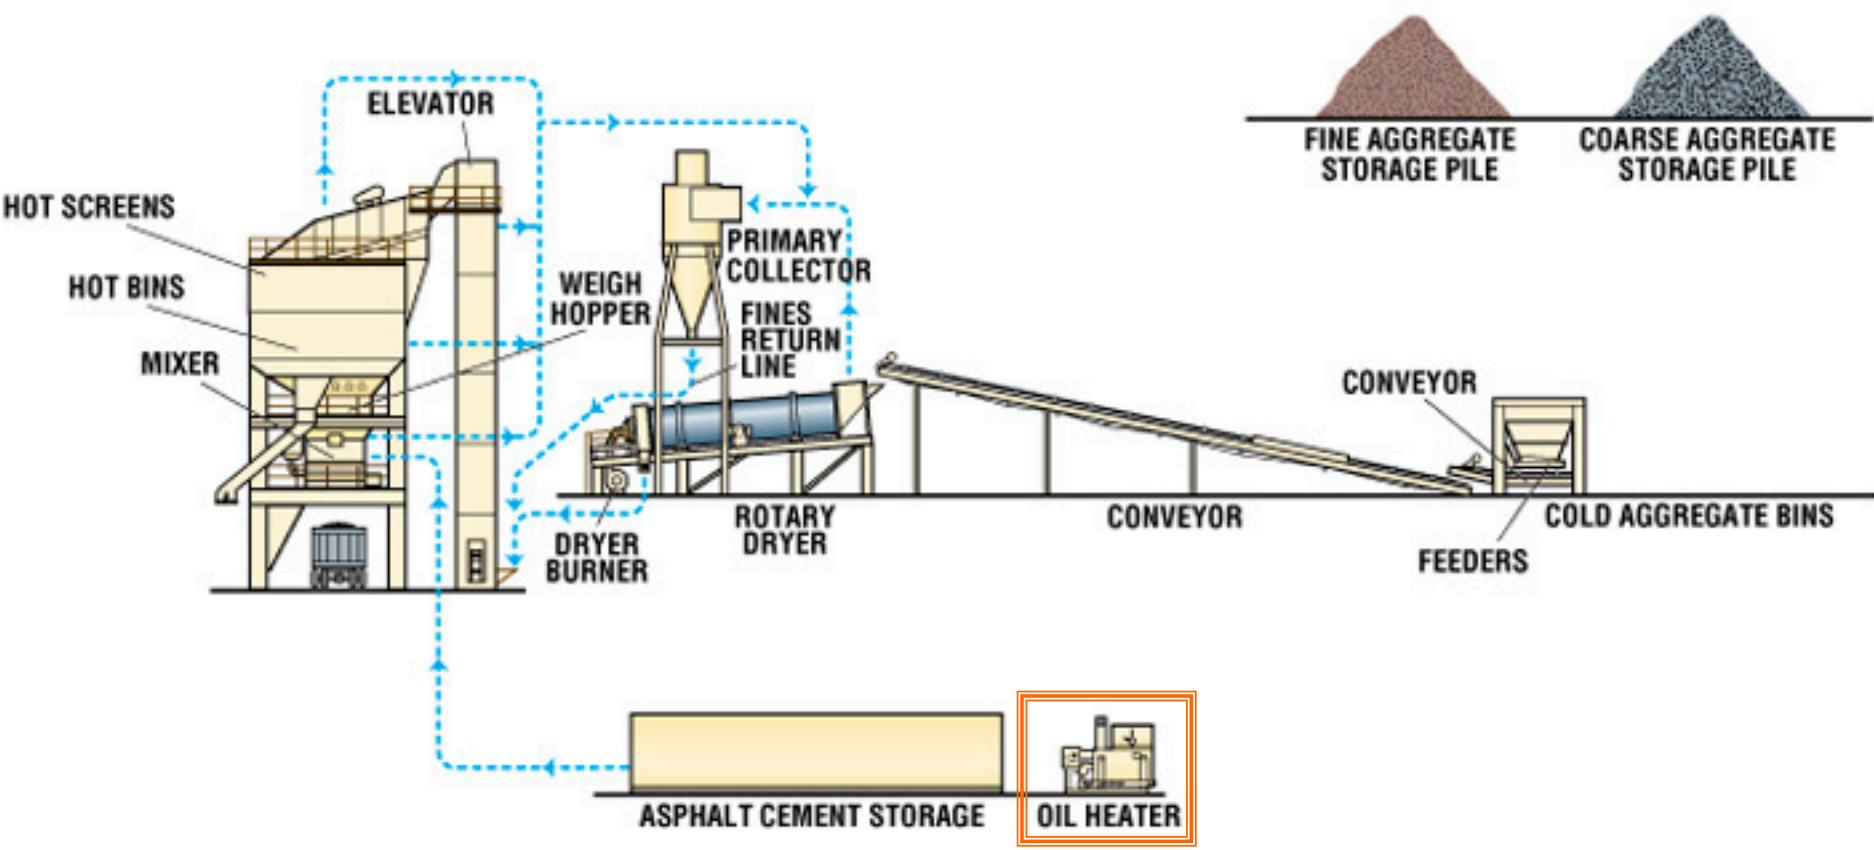 ELEVATOR
FINE AGGREGATE
STORAGE PILE
COARSE AGGREGATE
STORAGE PILE
HOT SCREENS
HOT BINS
MIXER
WEIGH
HOPPER
PRIMARY
COLLECTOR
FINES
RETURN
LINE
CONVEYOR
DRYER
BURNER
ROTARY
DRYER
CONVEYOR
FEEDERS
COLD AGGREGATE BINS
ASPHALT CEMENT STORAGE
OIL HEATER